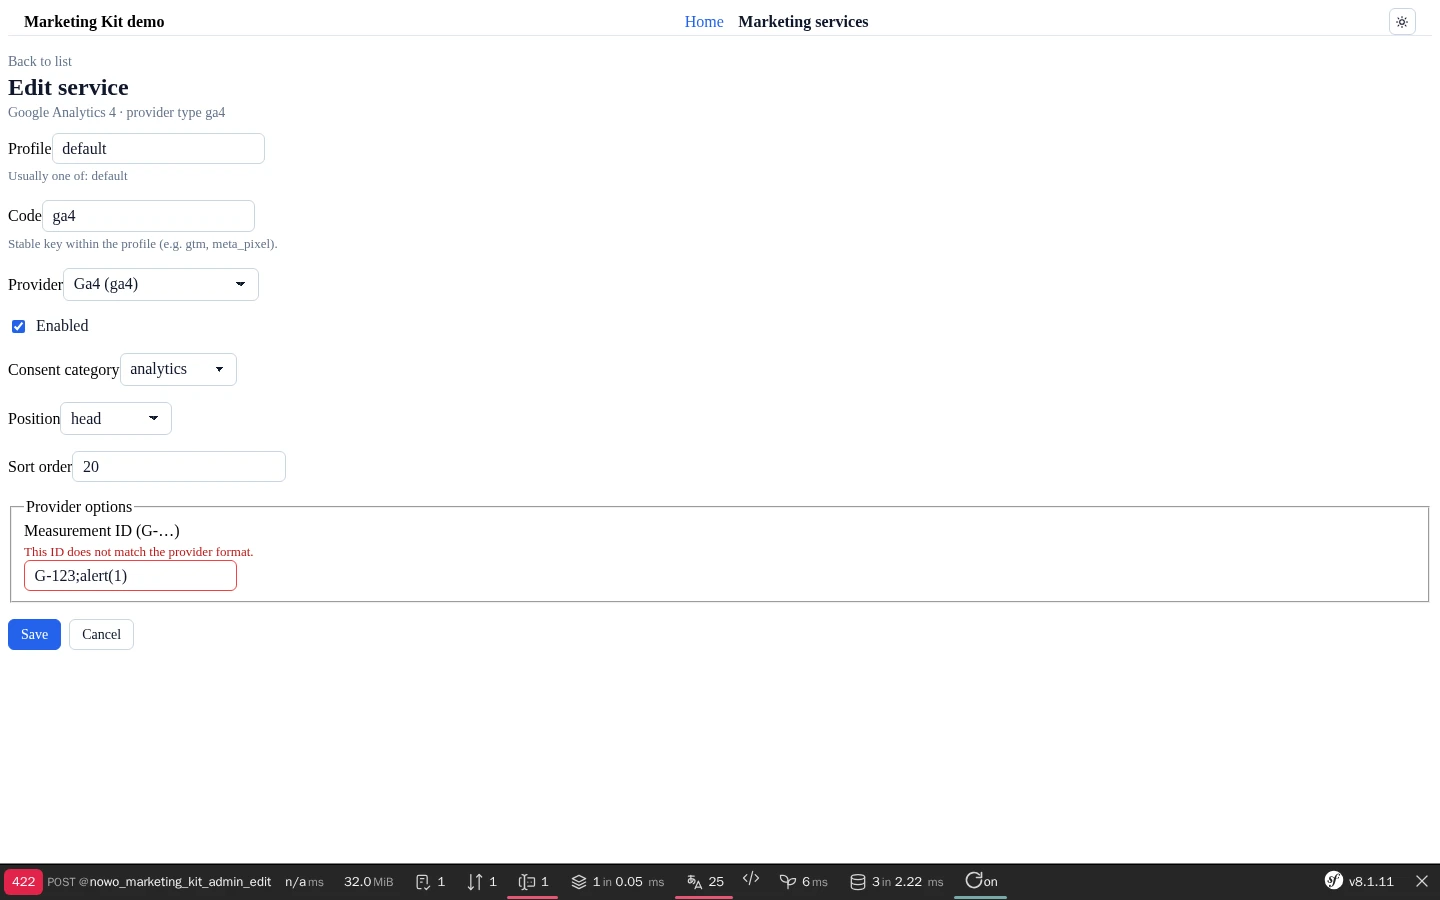 Marketing Kit demo Home Marketing services
Back to list
Edit service
Google Analytics 4 · provider type ga4
Profile default
Usually one of: default
Code ga4
Stable key within the profile (e.g. gtm, meta_pixel).
Provider Ga4 (ga4)
Enabled
Consent category analytics
Position head
Sort order 20
Provider options
Measurement ID (G-…)
This ID does not match the provider format.
G-123;alert(1)
Save Cancel
422 POST @nowo_marketing_kit_admin_edit n/a ms 32.0 MiB 1 1 1 1 in 0.05 ms 25 6 ms 3 in 2.22 ms on v8.1.11